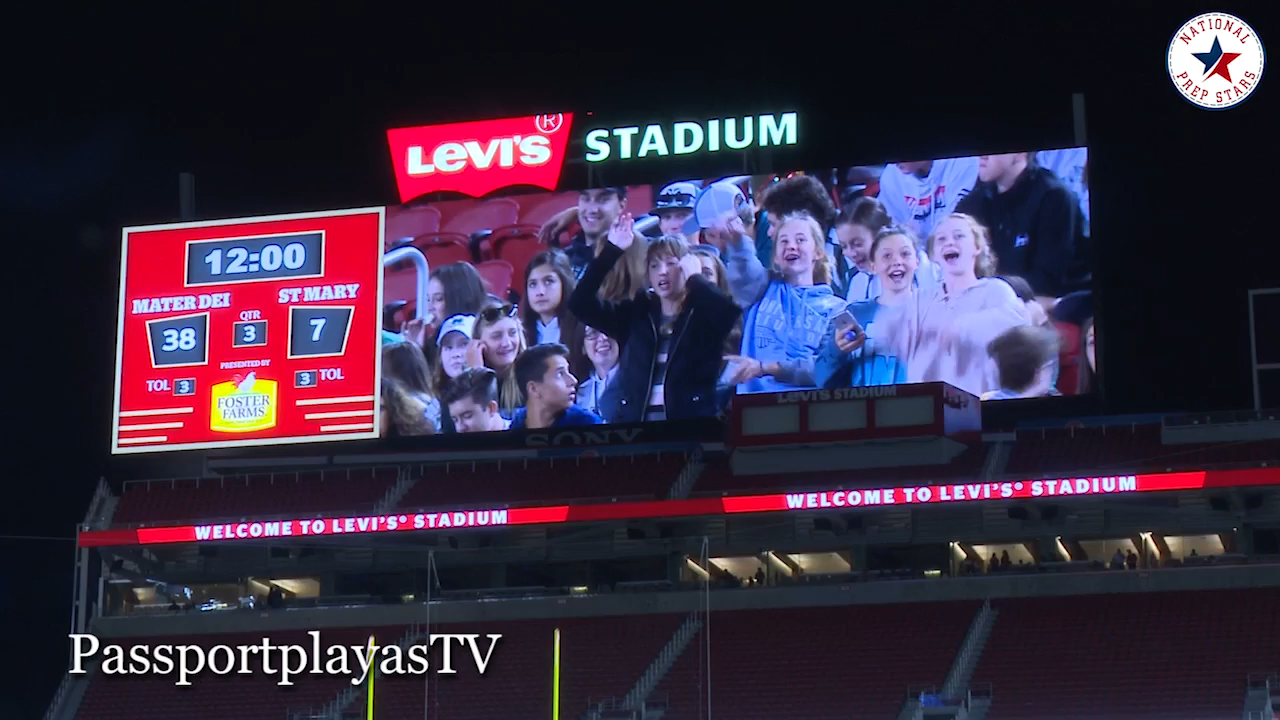 NATIONAL
PREP STARS
LEVI'S®
STADIUM
12:00
MATER DEI
ST MARY
38
QTR
3
7
PRESENTED BY
TOL 3
3 TOL
FOSTER
FARMS
SONY
LEVI'S STADIUM
WELCOME TO LEVI'S® STADIUM
WELCOME TO LEVI'S® STADIUM
PassportplayasTV